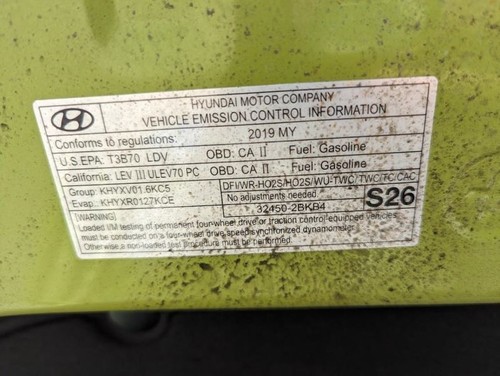 HYUNDAI MOTOR COMPANY
VEHICLE EMISSION CONTROL INFORMATION
Conforms to regulations: 2019 MY
U.S.EPA: T3B70 LDV OBD: CA II Fuel: Gasoline
California: LEV III ULEV70 PC OBD: CA II Fuel: Gasoline
Group: KHYXV01.6KC5 DFI/WR-HO2S/HO2S/WU-TWC/TWC/TC/CAC
Evap: KHYXR0127KCE No adjustments needed. S26
32450-2BKB4
[WARNING]
Loaded I/M testing of permanent four-wheel drive or traction control-equipped vehicles
must be conducted on a four-wheel drive speed synchronized dynamometer.
Otherwise a non-loaded test procedure must be performed.